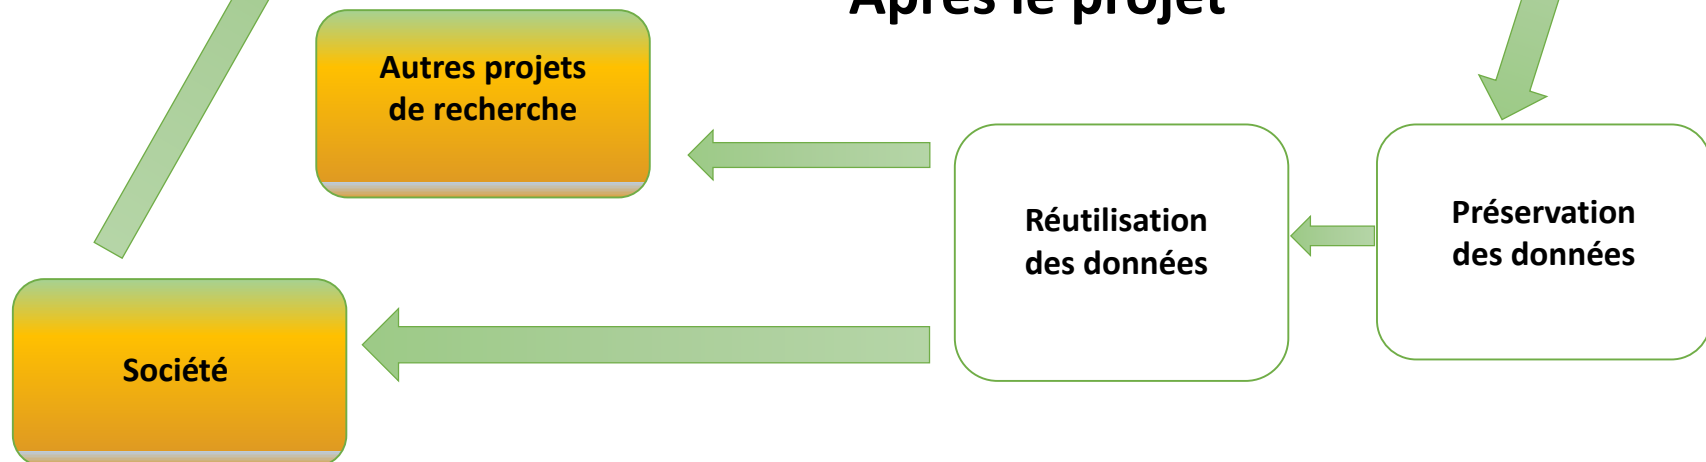 Après le projet
Autres projets
de recherche
Réutilisation
des données
Préservation
des données
Société